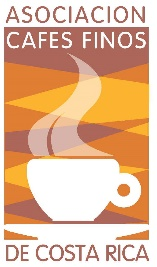 ASOCIACION
CAFES FINOS
DE COSTA RICA